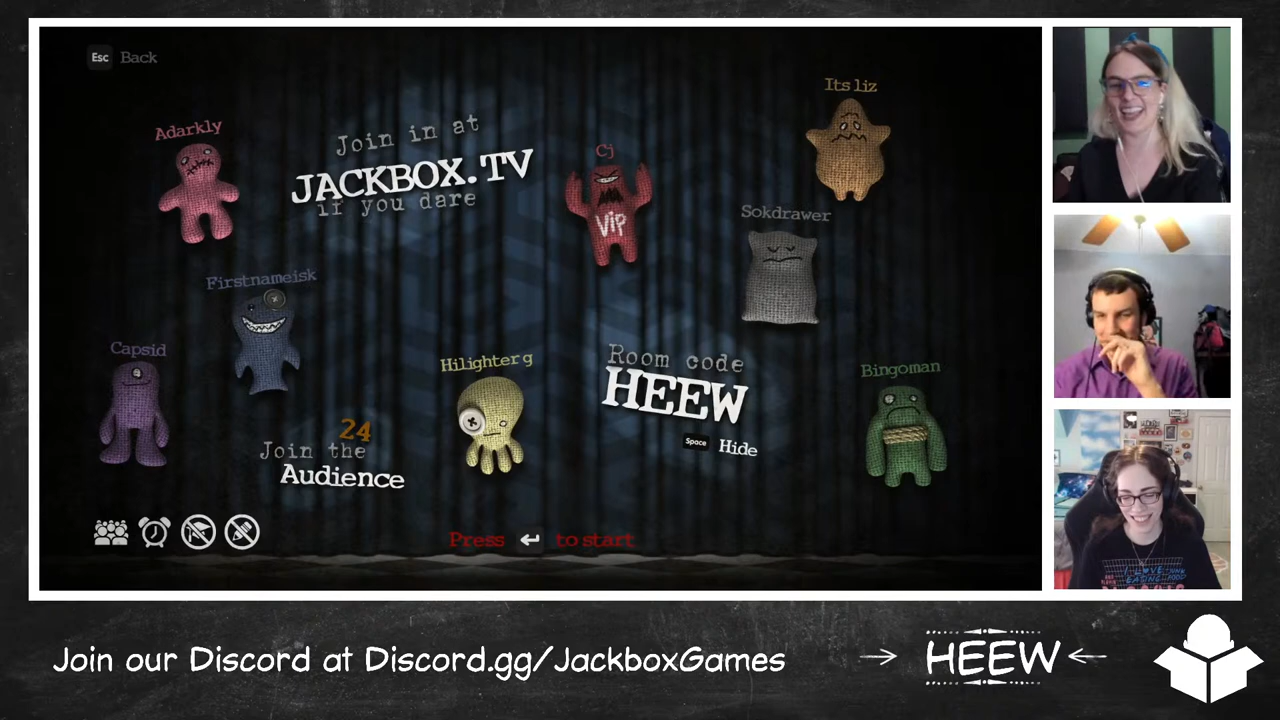 Esc Back
Adarkly
Join in at
JACKBOX.TV
if you dare
Cj
VIP
Its liz
Sokdrawer
Firstnameisk
Capsid
Hilighter g
Room code
HEEW
Space Hide
Bingoman
24
Join the
Audience
Press to start
I LOVE
Join our Discord at Discord.gg/JackboxGames
HEEW